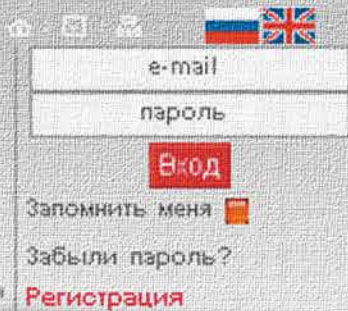 e-mail
пароль
Вход
Запомнить меня
Забыли пароль?
Регистрация